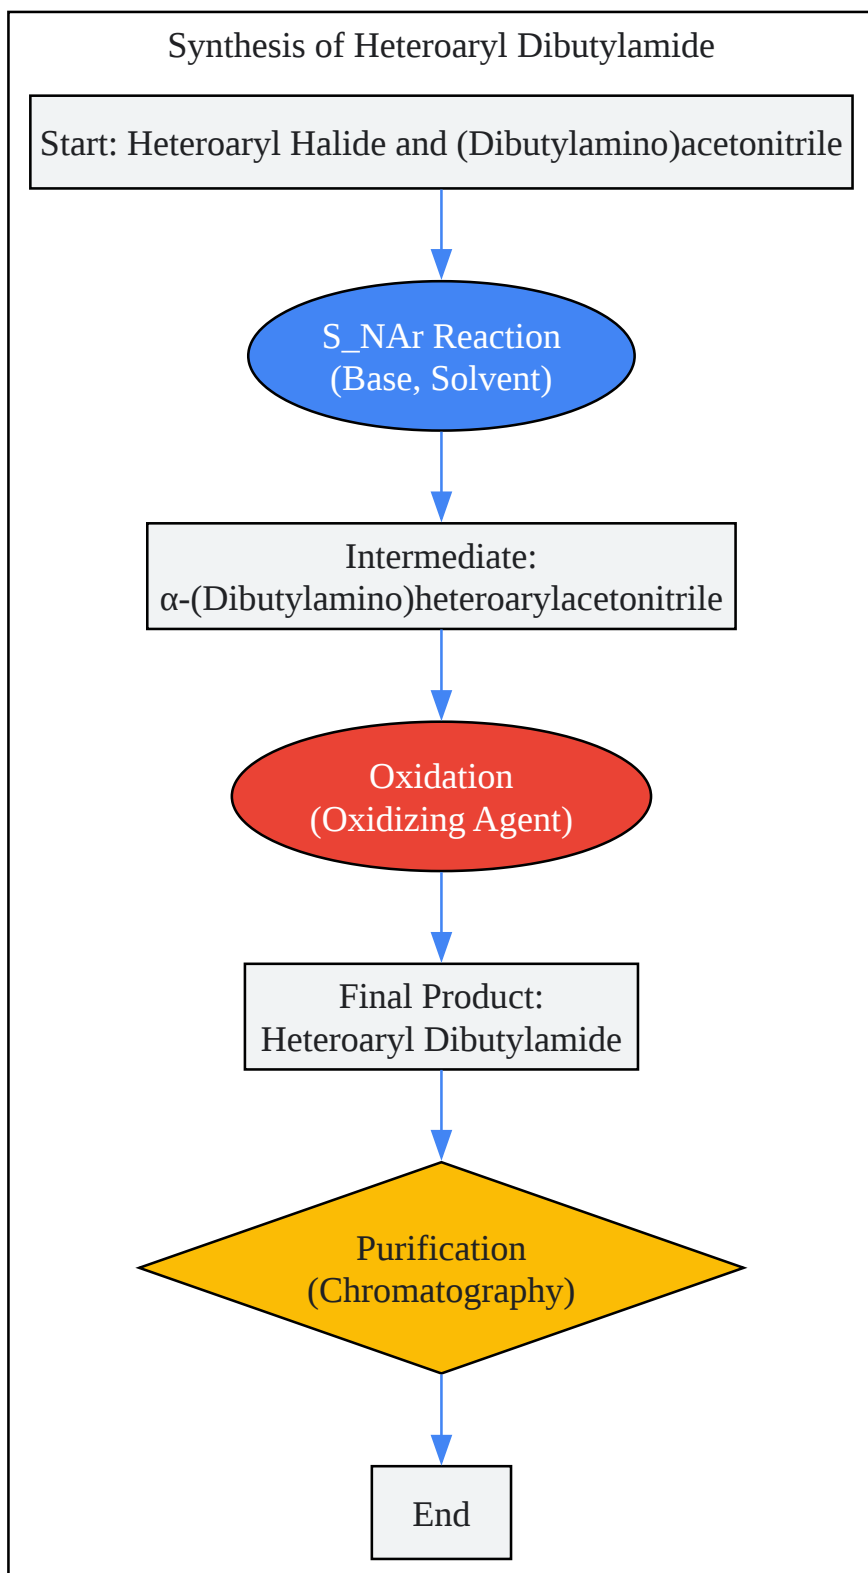 Synthesis of Heteroaryl Dibutylamide
Start: Heteroaryl Halide and (Dibutylamino)acetonitrile
S_NAr Reaction
(Base, Solvent)
Intermediate:
α-(Dibutylamino)heteroarylacetonitrile
Oxidation
(Oxidizing Agent)
Final Product:
Heteroaryl Dibutylamide
Purification
(Chromatography)
End